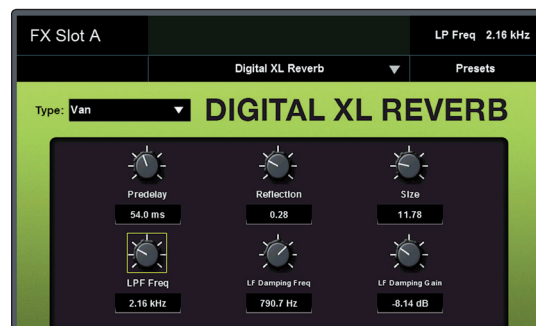 FX Slot A
LP Freq 2.16 kHz
Digital XL Reverb
Presets
Type: Van
DIGITAL XL REVERB
Predelay Reflection Size
54.0 ms 0.28 11.78
LPF Freq LF Damping Freq LF Damping Gain
2.16 kHz 790.7 Hz -8.14 dB